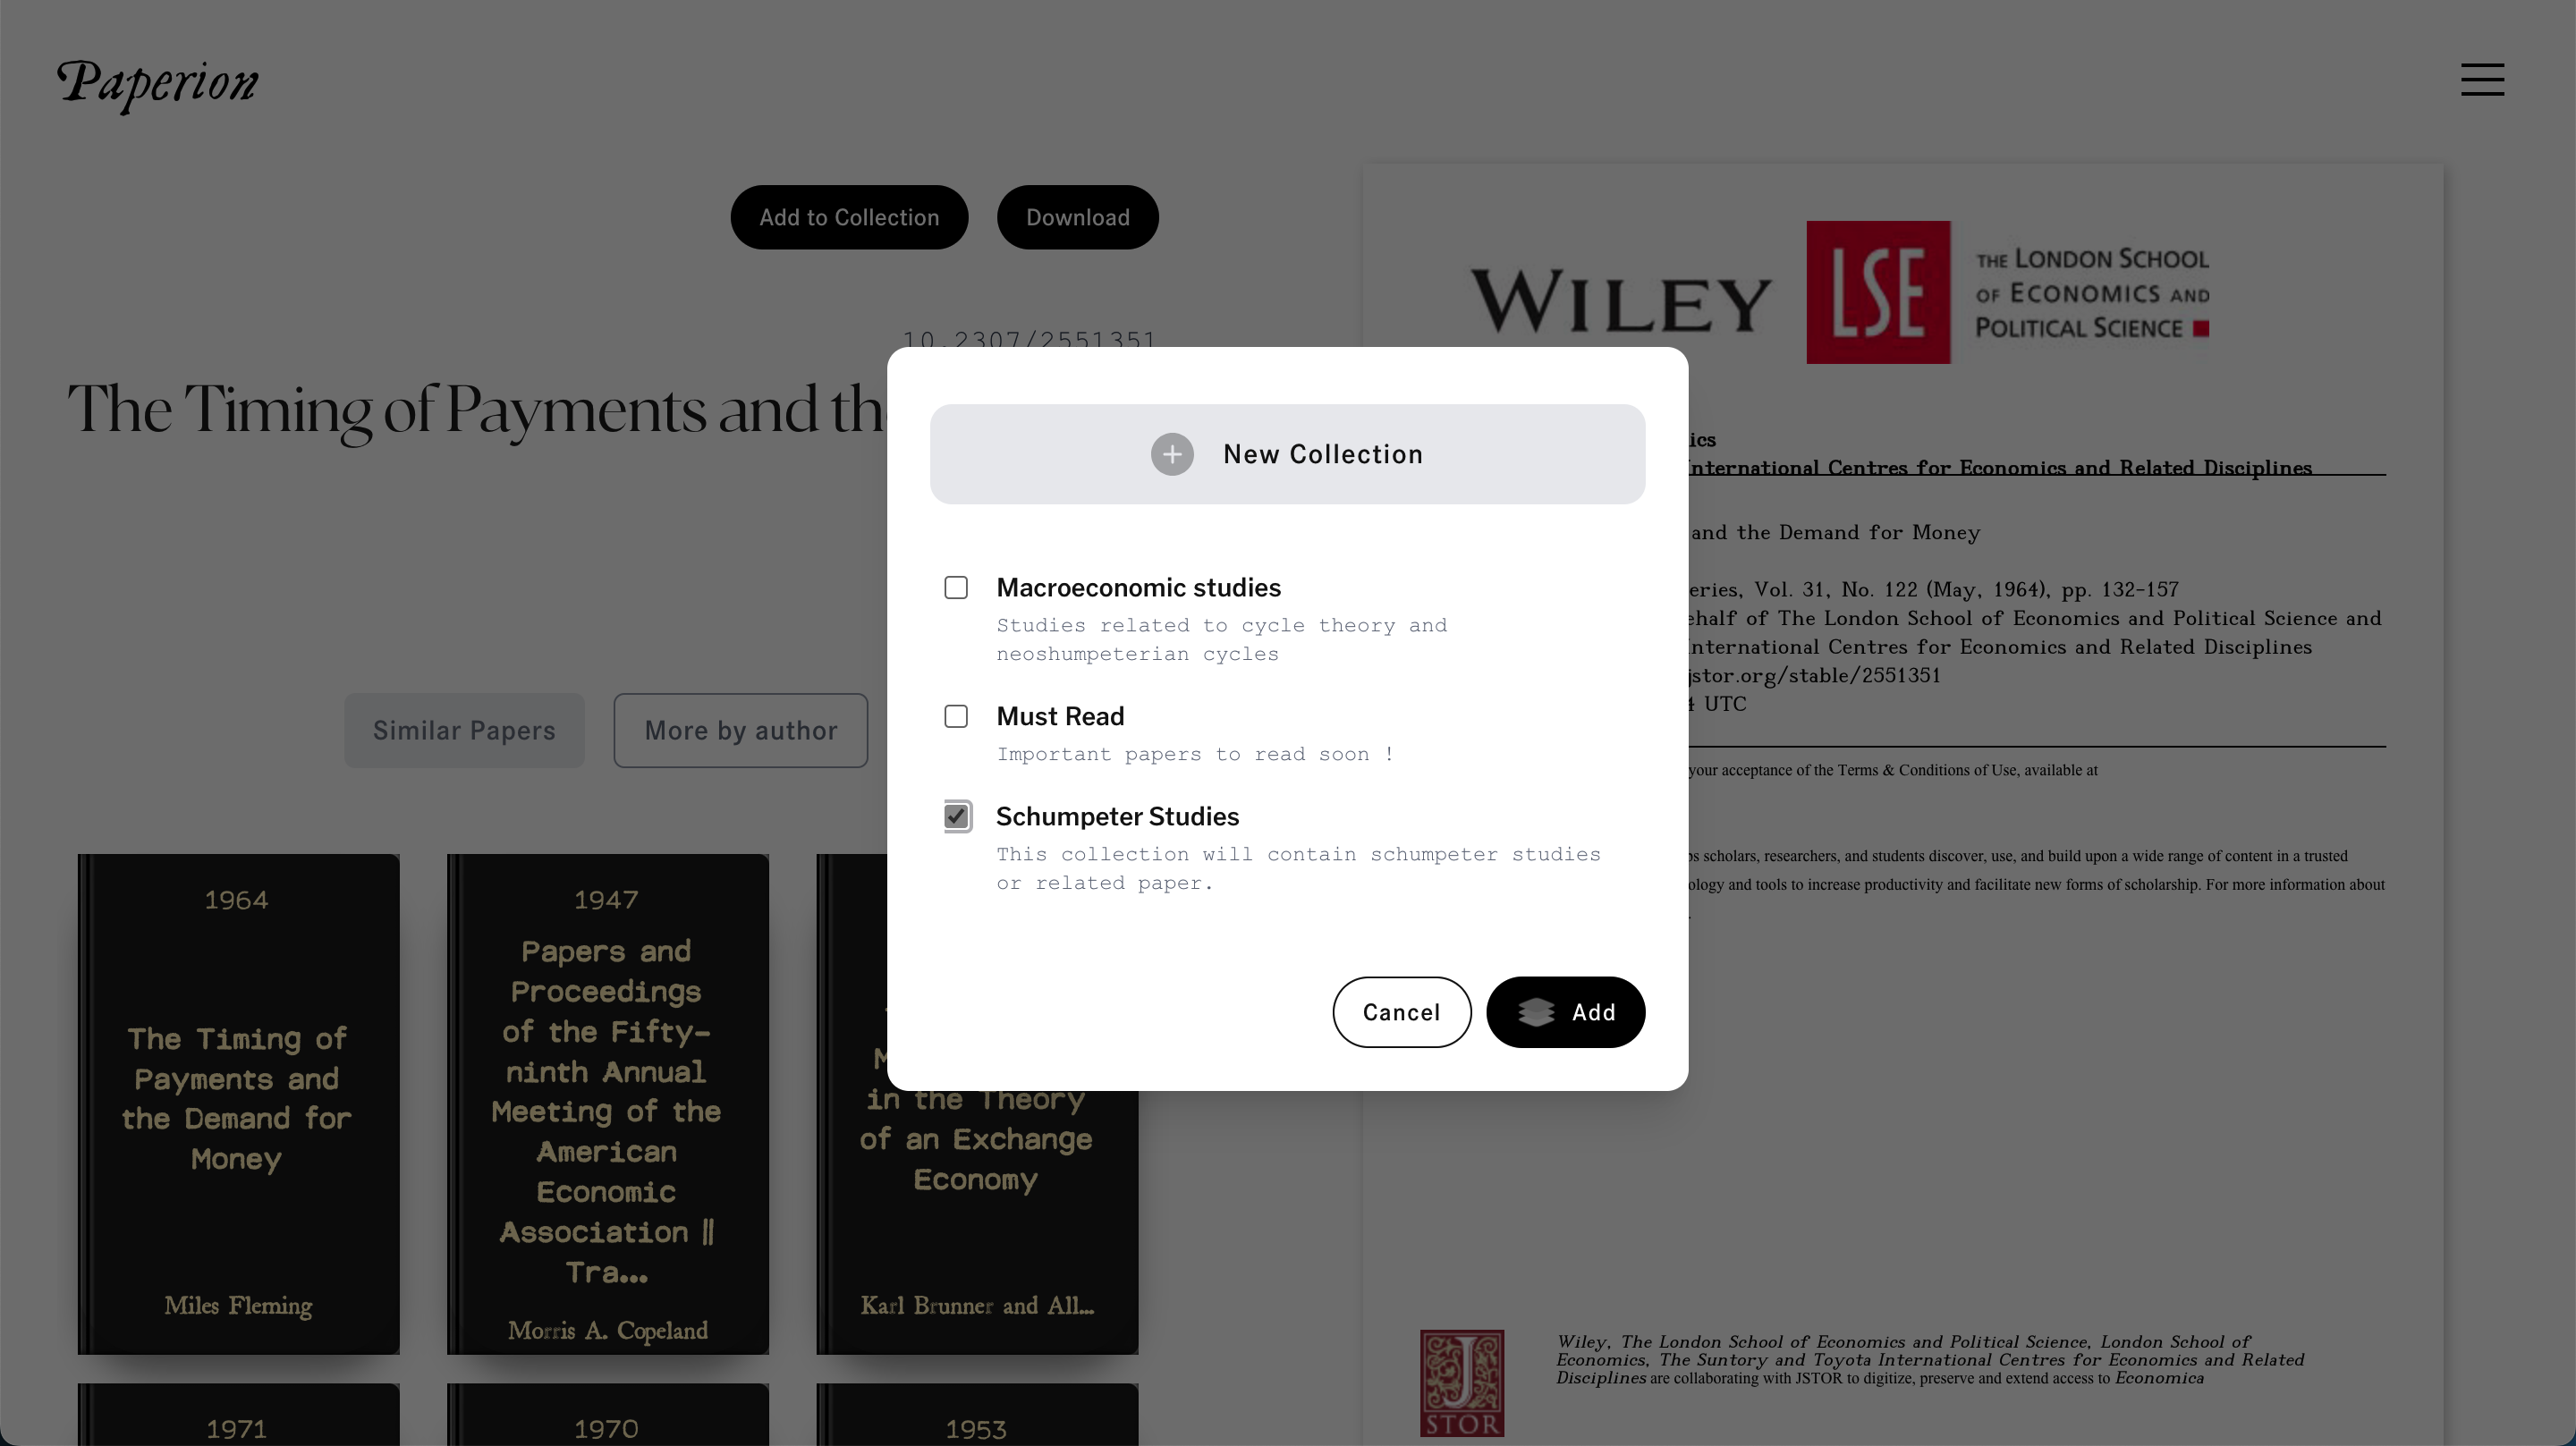 Paperion
Add to Collection
Download
10.2307/2551351
The Timing of Payments and the
Similar Papers
More by author
1964
The Timing of
Payments and
the Demand for
Money
Miles Fleming
1947
Papers and
Proceedings
of the Fifty-
ninth Annual
Meeting of the
American
Economic
Association ||
Tra...
Morris A. Copeland
in the Theory
of an Exchange
Economy
Karl Brunner and All...
1971
1970
1953
New Collection
Macroeconomic studies
Studies related to cycle theory and
neoshumpeterian cycles
Must Read
Important papers to read soon !
Schumpeter Studies
This collection will contain schumpeter studies
or related paper.
Cancel
Add
WILEY
LSE
THE LONDON SCHOOL
OF ECONOMICS AND
POLITICAL SCIENCE
ics
International Centres for Economics and Related Disciplines
and the Demand for Money
eries, Vol. 31, No. 122 (May, 1964), pp. 132-157
ehalf of The London School of Economics and Political Science and
International Centres for Economics and Related Disciplines
jstor.org/stable/2551351
4 UTC
your acceptance of the Terms & Conditions of Use, available at
ps scholars, researchers, and students discover, use, and build upon a wide range of content in a trusted
ology and tools to increase productivity and facilitate new forms of scholarship. For more information about
JSTOR
Wiley, The London School of Economics and Political Science, London School of
Economics, The Suntory and Toyota International Centres for Economics and Related
Disciplines are collaborating with JSTOR to digitize, preserve and extend access to Economica